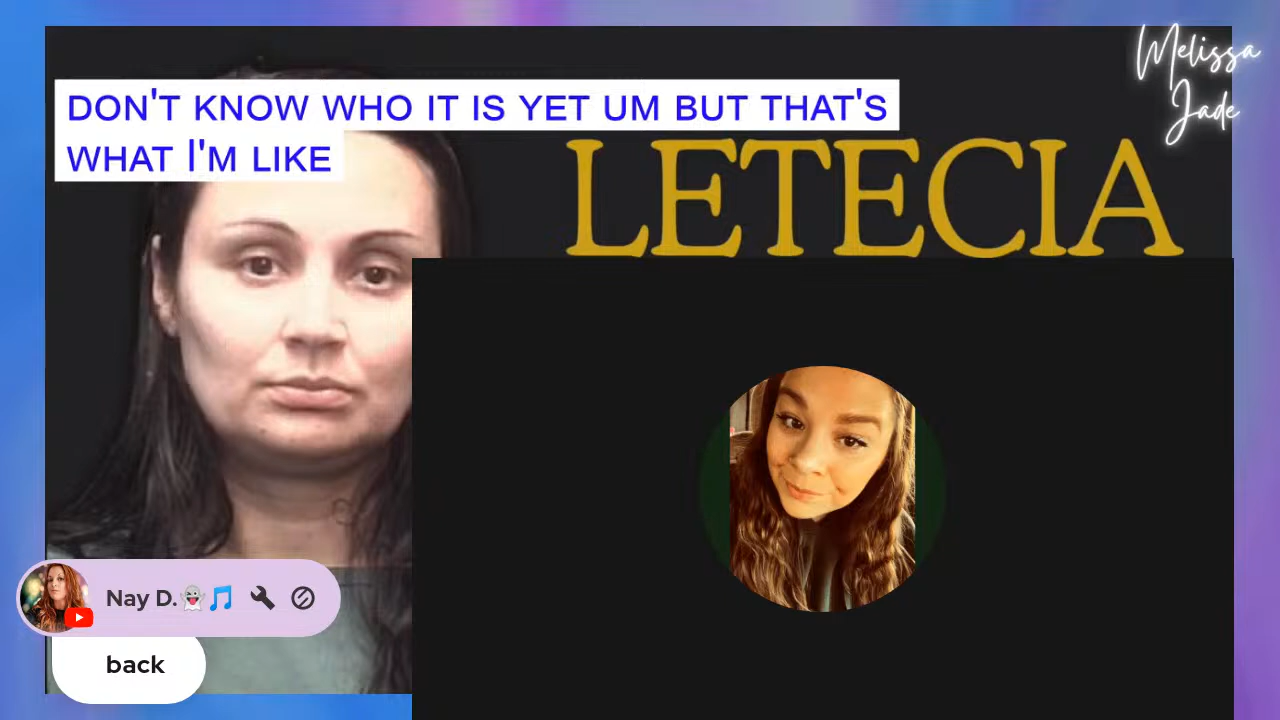 Melissa
Jade
DON'T KNOW WHO IT IS YET UM BUT THAT'S
WHAT I'M LIKE
LETECIA
Nay D.👻🎵
back